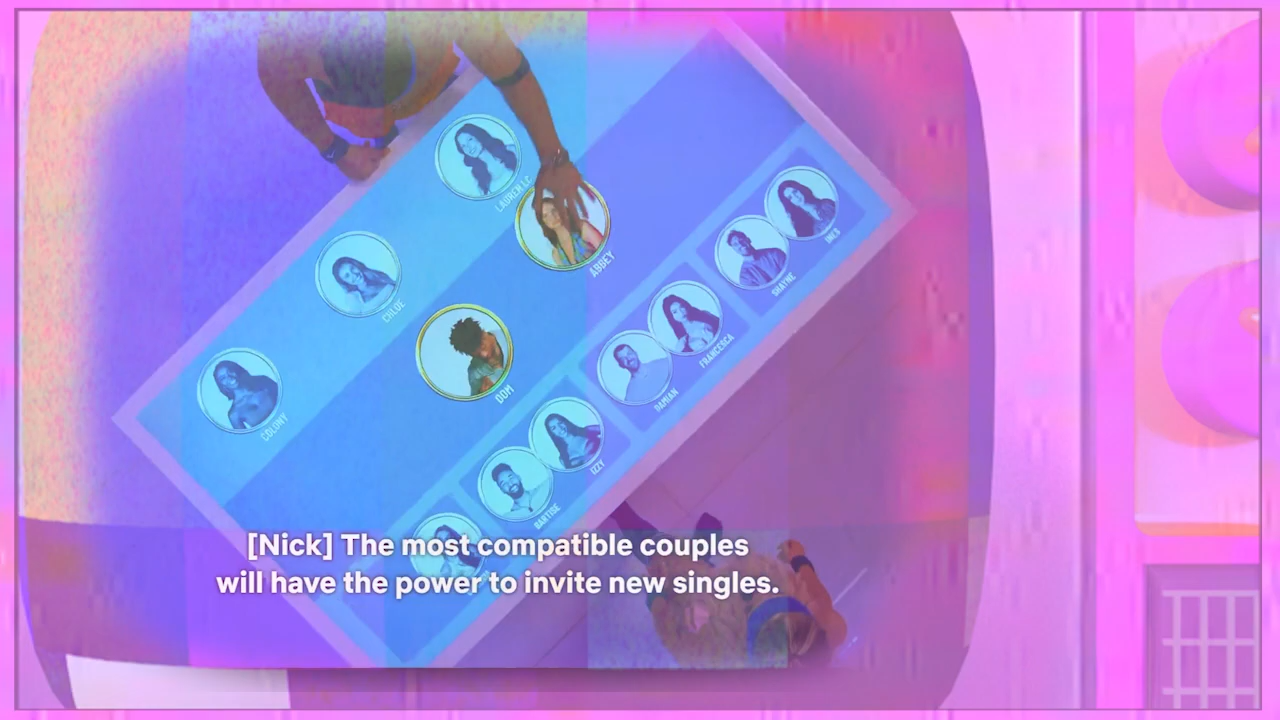 LAUREN LC
ABBEY
CHLOE
DOM
COLONY
INES
SHAYNE
FRANCESCA
DAMIAN
IZZY
BARTISE
[Nick] The most compatible couples
will have the power to invite new singles.